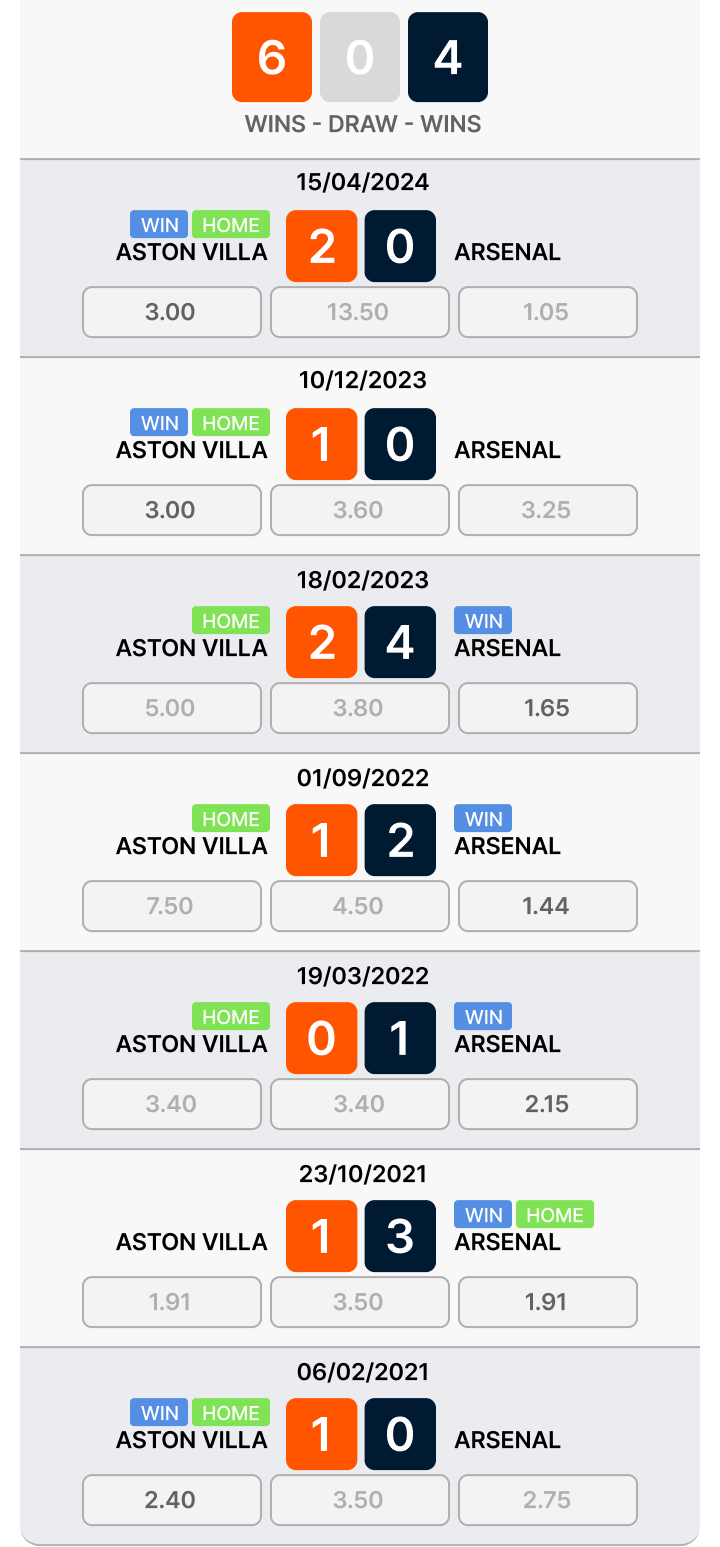 6 0 4
WINS - DRAW - WINS
15/04/2024
WIN HOME
ASTON VILLA 2 0 ARSENAL
3.00 13.50 1.05
10/12/2023
WIN HOME
ASTON VILLA 1 0 ARSENAL
3.00 3.60 3.25
18/02/2023
HOME WIN
ASTON VILLA 2 4 ARSENAL
5.00 3.80 1.65
01/09/2022
HOME WIN
ASTON VILLA 1 2 ARSENAL
7.50 4.50 1.44
19/03/2022
HOME WIN
ASTON VILLA 0 1 ARSENAL
3.40 3.40 2.15
23/10/2021
WIN HOME
ASTON VILLA 1 3 ARSENAL
1.91 3.50 1.91
06/02/2021
WIN HOME
ASTON VILLA 1 0 ARSENAL
2.40 3.50 2.75